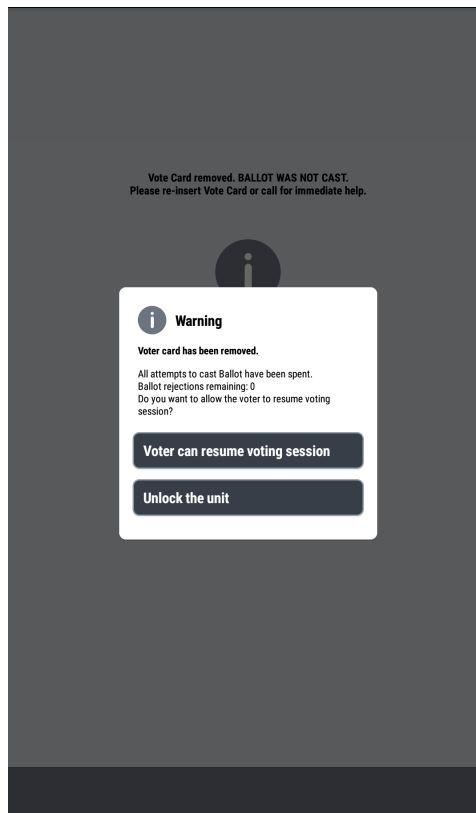 Vote Card removed. BALLOT WAS NOT CAST.
Please re-insert Vote Card or call for immediate help.
Warning
Voter card has been removed.
All attempts to cast Ballot have been spent.
Ballot rejections remaining: 0
Do you want to allow the voter to resume voting
session?
Voter can resume voting session
Unlock the unit